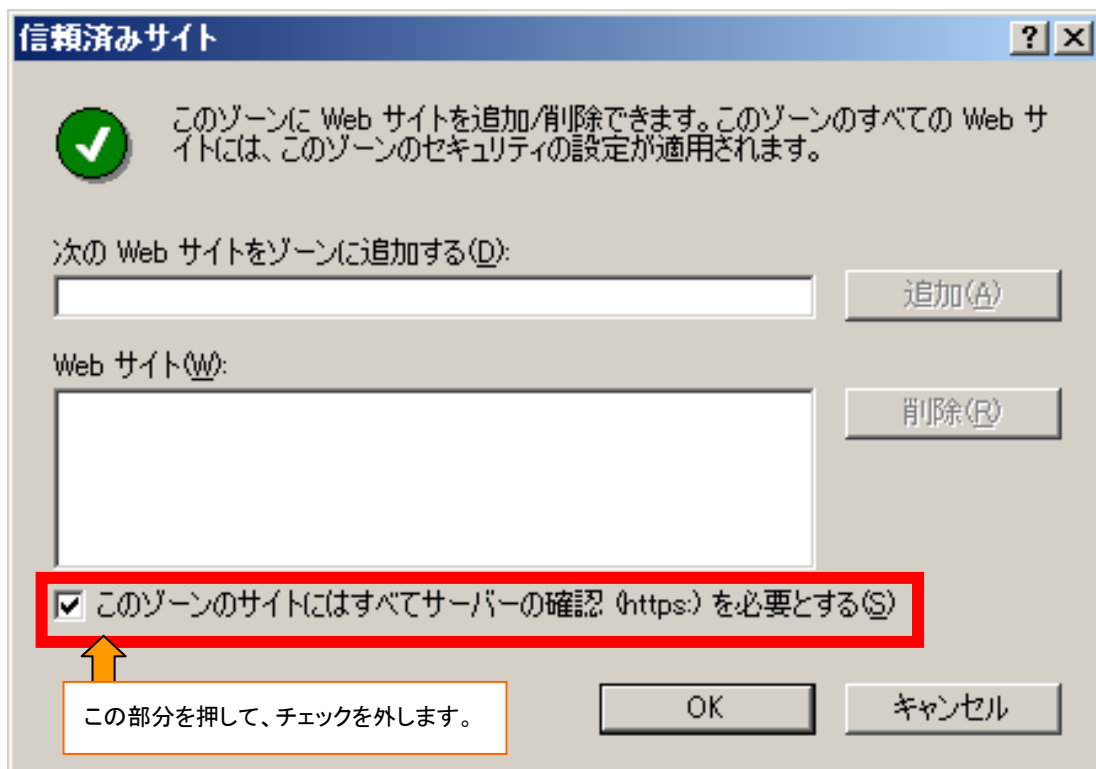 信頼済みサイト
このゾーンに Web サイトを追加/削除できます。このゾーンのすべての Web サ
イトには、このゾーンのセキュリティの設定が適用されます。
次の Web サイトをゾーンに追加する(D):
追加(A)
Web サイト(W):
削除(R)
このゾーンのサイトにはすべてサーバーの確認 (https:) を必要とする(S)
この部分を押して、チェックを外します。
OK
キャンセル